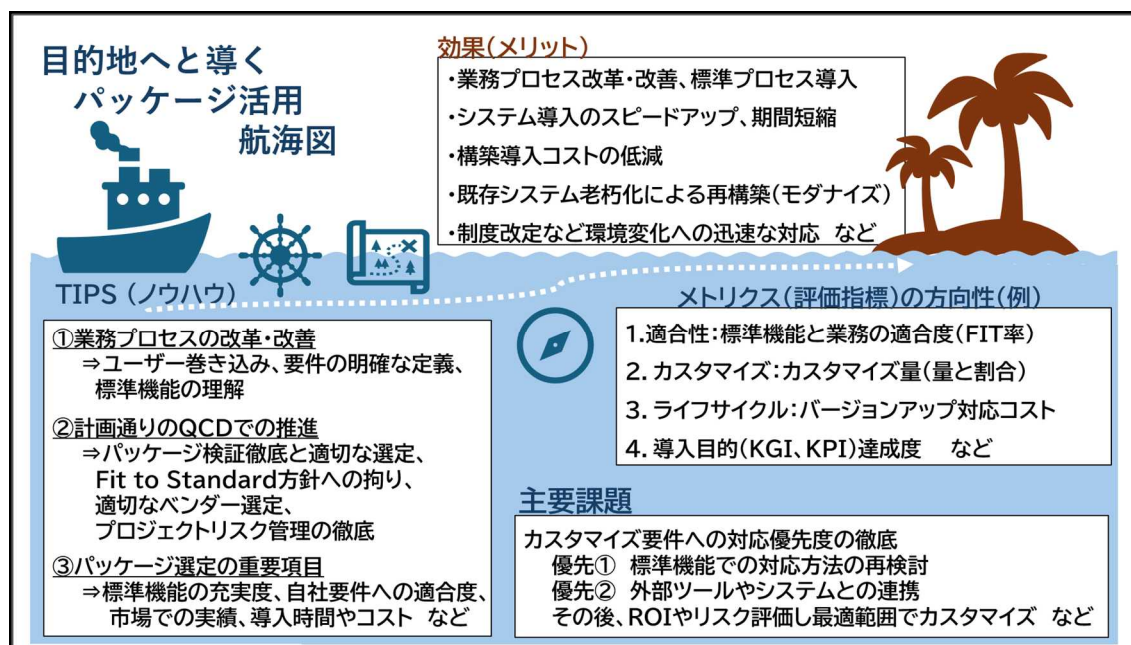 目的地へと導く
パッケージ活用
航海図
効果(メリット)
・業務プロセス改革・改善、標準プロセス導入
・システム導入のスピードアップ、期間短縮
・構築導入コストの低減
・既存システム老朽化による再構築(モダナイズ)
・制度改定など環境変化への迅速な対応 など
TIPS (ノウハウ)
①業務プロセスの改革・改善
⇒ユーザー巻き込み、要件の明確な定義、
標準機能の理解
②計画通りのQCDでの推進
⇒パッケージ検証徹底と適切な選定、
Fit to Standard方針への拘り、
適切なベンダー選定、
プロジェクトリスク管理の徹底
③パッケージ選定の重要項目
⇒標準機能の充実度、自社要件への適合度、
市場での実績、導入時間やコスト など
メトリクス(評価指標)の方向性(例)
1.適合性:標準機能と業務の適合度(FIT率)
2. カスタマイズ:カスタマイズ量(量と割合)
3. ライフサイクル:バージョンアップ対応コスト
4. 導入目的(KGI、KPI)達成度 など
主要課題
カスタマイズ要件への対応優先度の徹底
優先① 標準機能での対応方法の再検討
優先② 外部ツールやシステムとの連携
その後、ROIやリスク評価し最適範囲でカスタマイズ など